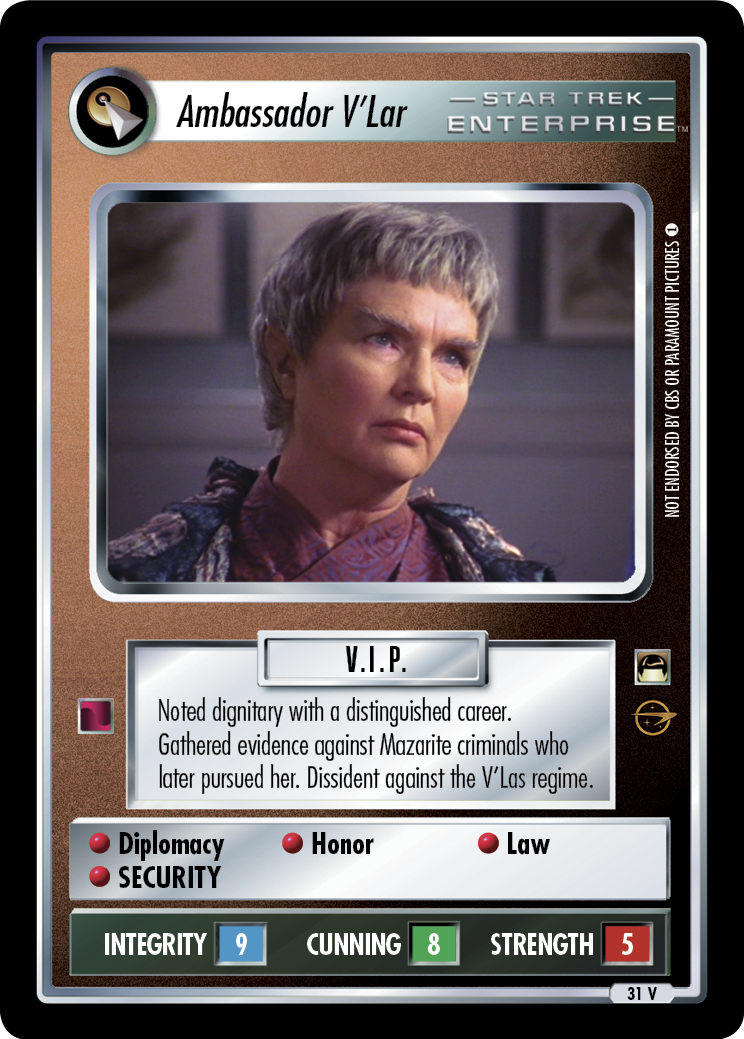 Ambassador V'Lar
STAR TREK
ENTERPRISE™
NOT ENDORSED BY CBS OR PARAMOUNT PICTURES 1
V.I.P.
Noted dignitary with a distinguished career.
Gathered evidence against Mazarite criminals who
later pursued her. Dissident against the V'Las regime.
Diplomacy Honor Law
SECURITY
INTEGRITY 9 CUNNING 8 STRENGTH 5
31 V